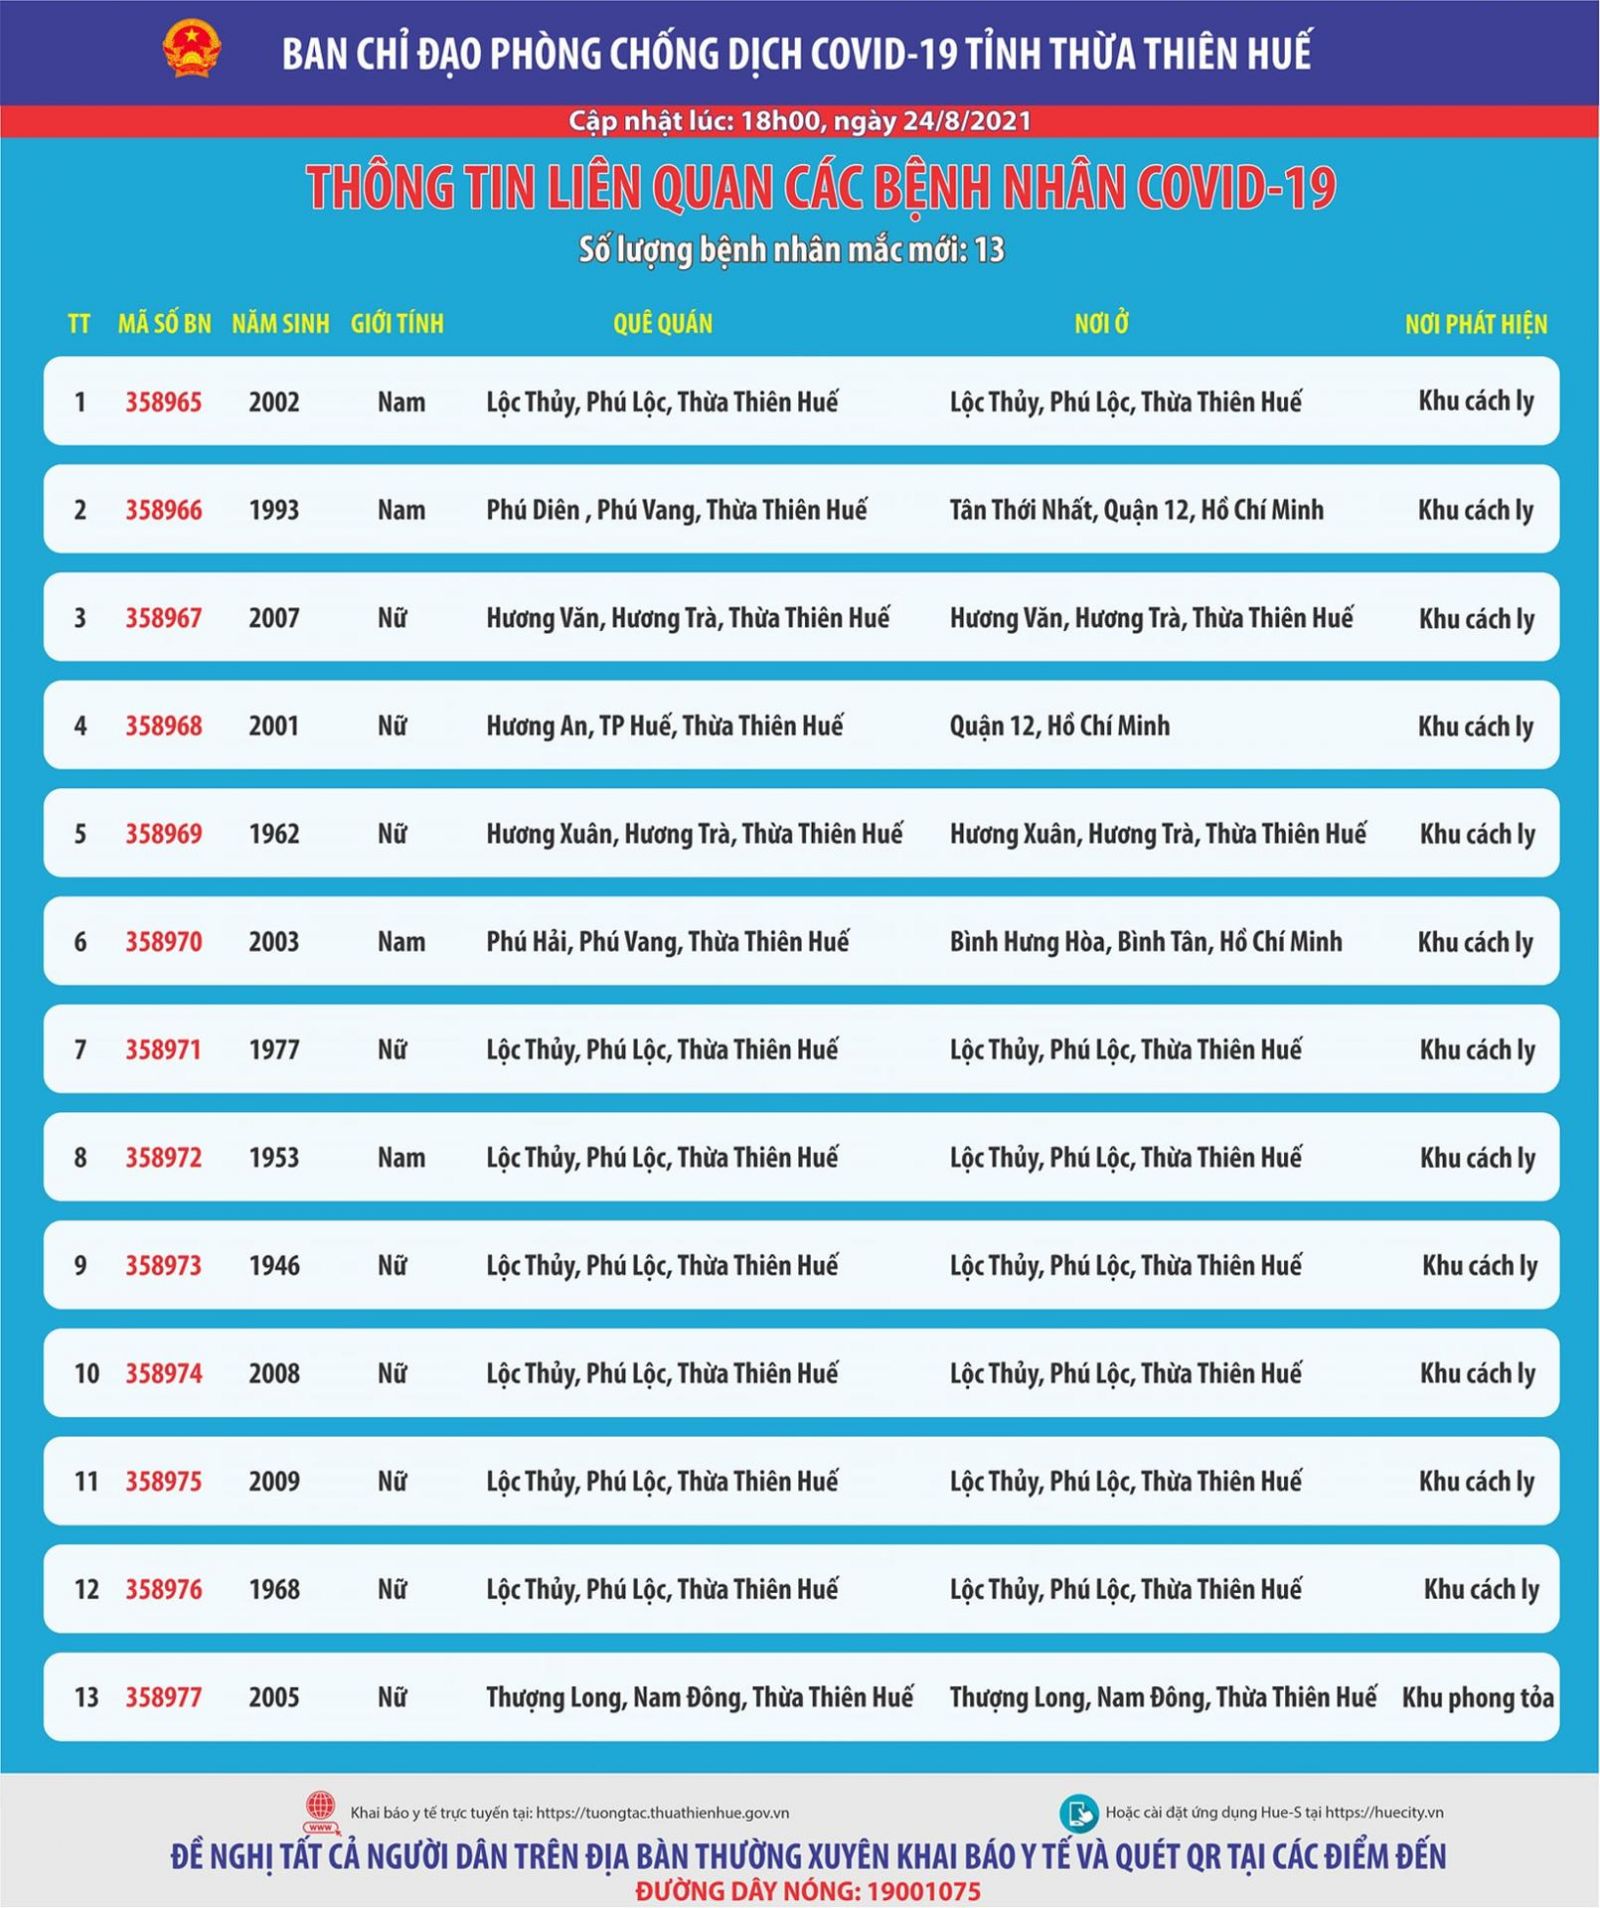 BAN CHỈ ĐẠO PHÒNG CHỐNG DỊCH COVID-19 TỈNH THỪA THIÊN HUẾ
Cập nhật lúc: 18h00, ngày 24/8/2021
THÔNG TIN LIÊN QUAN CÁC BỆNH NHÂN COVID-19
Số lượng bệnh nhân mắc mới: 13
TT MÃ SỐ BN NĂM SINH GIỚI TÍNH QUÊ QUÁN NƠI Ở NƠI PHÁT HIỆN
1 358965 2002 Nam Lộc Thủy, Phú Lộc, Thừa Thiên Huế Lộc Thủy, Phú Lộc, Thừa Thiên Huế Khu cách ly
2 358966 1993 Nam Phú Diên , Phú Vang, Thừa Thiên Huế Tân Thới Nhất, Quận 12, Hồ Chí Minh Khu cách ly
3 358967 2007 Nữ Hương Văn, Hương Trà, Thừa Thiên Huế Hương Văn, Hương Trà, Thừa Thiên Huế Khu cách ly
4 358968 2001 Nữ Hương An, TP Huế, Thừa Thiên Huế Quận 12, Hồ Chí Minh Khu cách ly
5 358969 1962 Nữ Hương Xuân, Hương Trà, Thừa Thiên Huế Hương Xuân, Hương Trà, Thừa Thiên Huế Khu cách ly
6 358970 2003 Nam Phú Hải, Phú Vang, Thừa Thiên Huế Bình Hưng Hòa, Bình Tân, Hồ Chí Minh Khu cách ly
7 358971 1977 Nữ Lộc Thủy, Phú Lộc, Thừa Thiên Huế Lộc Thủy, Phú Lộc, Thừa Thiên Huế Khu cách ly
8 358972 1953 Nam Lộc Thủy, Phú Lộc, Thừa Thiên Huế Lộc Thủy, Phú Lộc, Thừa Thiên Huế Khu cách ly
9 358973 1946 Nữ Lộc Thủy, Phú Lộc, Thừa Thiên Huế Lộc Thủy, Phú Lộc, Thừa Thiên Huế Khu cách ly
10 358974 2008 Nữ Lộc Thủy, Phú Lộc, Thừa Thiên Huế Lộc Thủy, Phú Lộc, Thừa Thiên Huế Khu cách ly
11 358975 2009 Nữ Lộc Thủy, Phú Lộc, Thừa Thiên Huế Lộc Thủy, Phú Lộc, Thừa Thiên Huế Khu cách ly
12 358976 1968 Nữ Lộc Thủy, Phú Lộc, Thừa Thiên Huế Lộc Thủy, Phú Lộc, Thừa Thiên Huế Khu cách ly
13 358977 2005 Nữ Thượng Long, Nam Đông, Thừa Thiên Huế Thượng Long, Nam Đông, Thừa Thiên Huế Khu phong tỏa
www Khai báo y tế trực tuyến tại: https://tuongtac.thuathienhue.gov.vn Hoặc cài đặt ứng dụng Hue-S tại https://huecity.vn
ĐỀ NGHỊ TẤT CẢ NGƯỜI DÂN TRÊN ĐỊA BÀN THƯỜNG XUYÊN KHAI BÁO Y TẾ VÀ QUÉT QR TẠI CÁC ĐIỂM ĐẾN
ĐƯỜNG DÂY NÓNG: 19001075